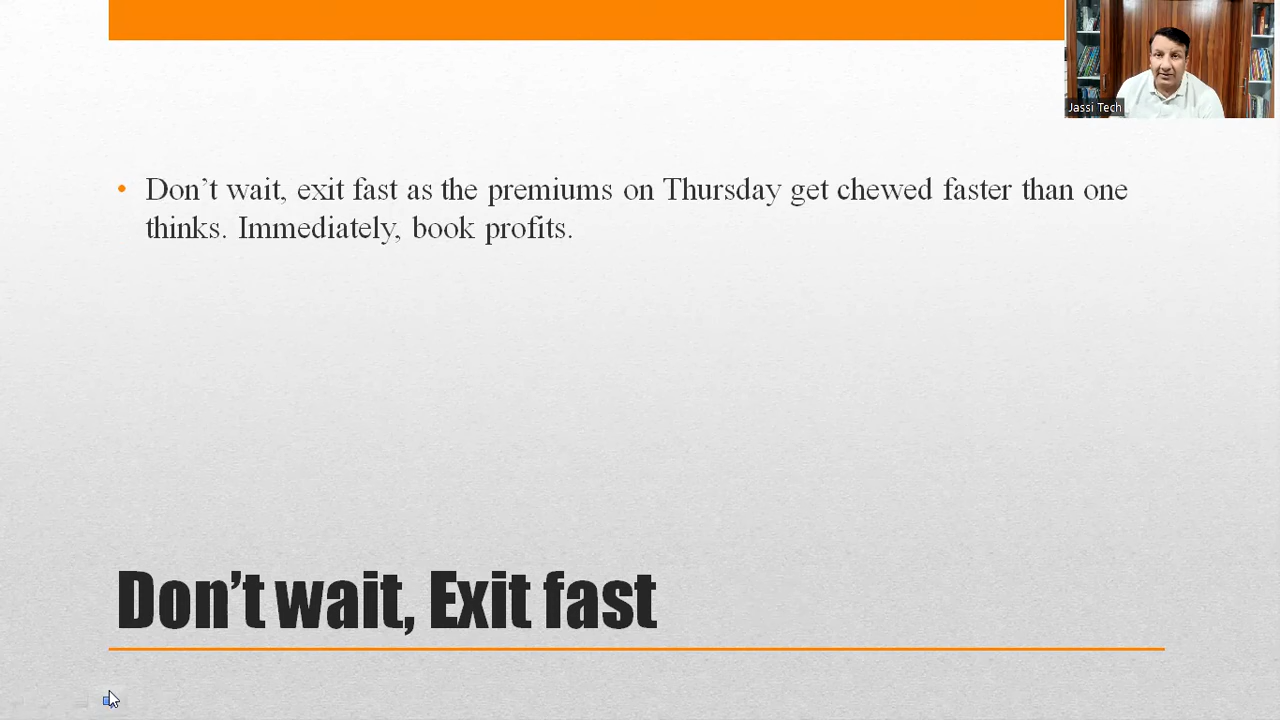 Jassi Tech
• Don’t wait, exit fast as the premiums on Thursday get chewed faster than one
thinks. Immediately, book profits.
Don’t wait, Exit fast